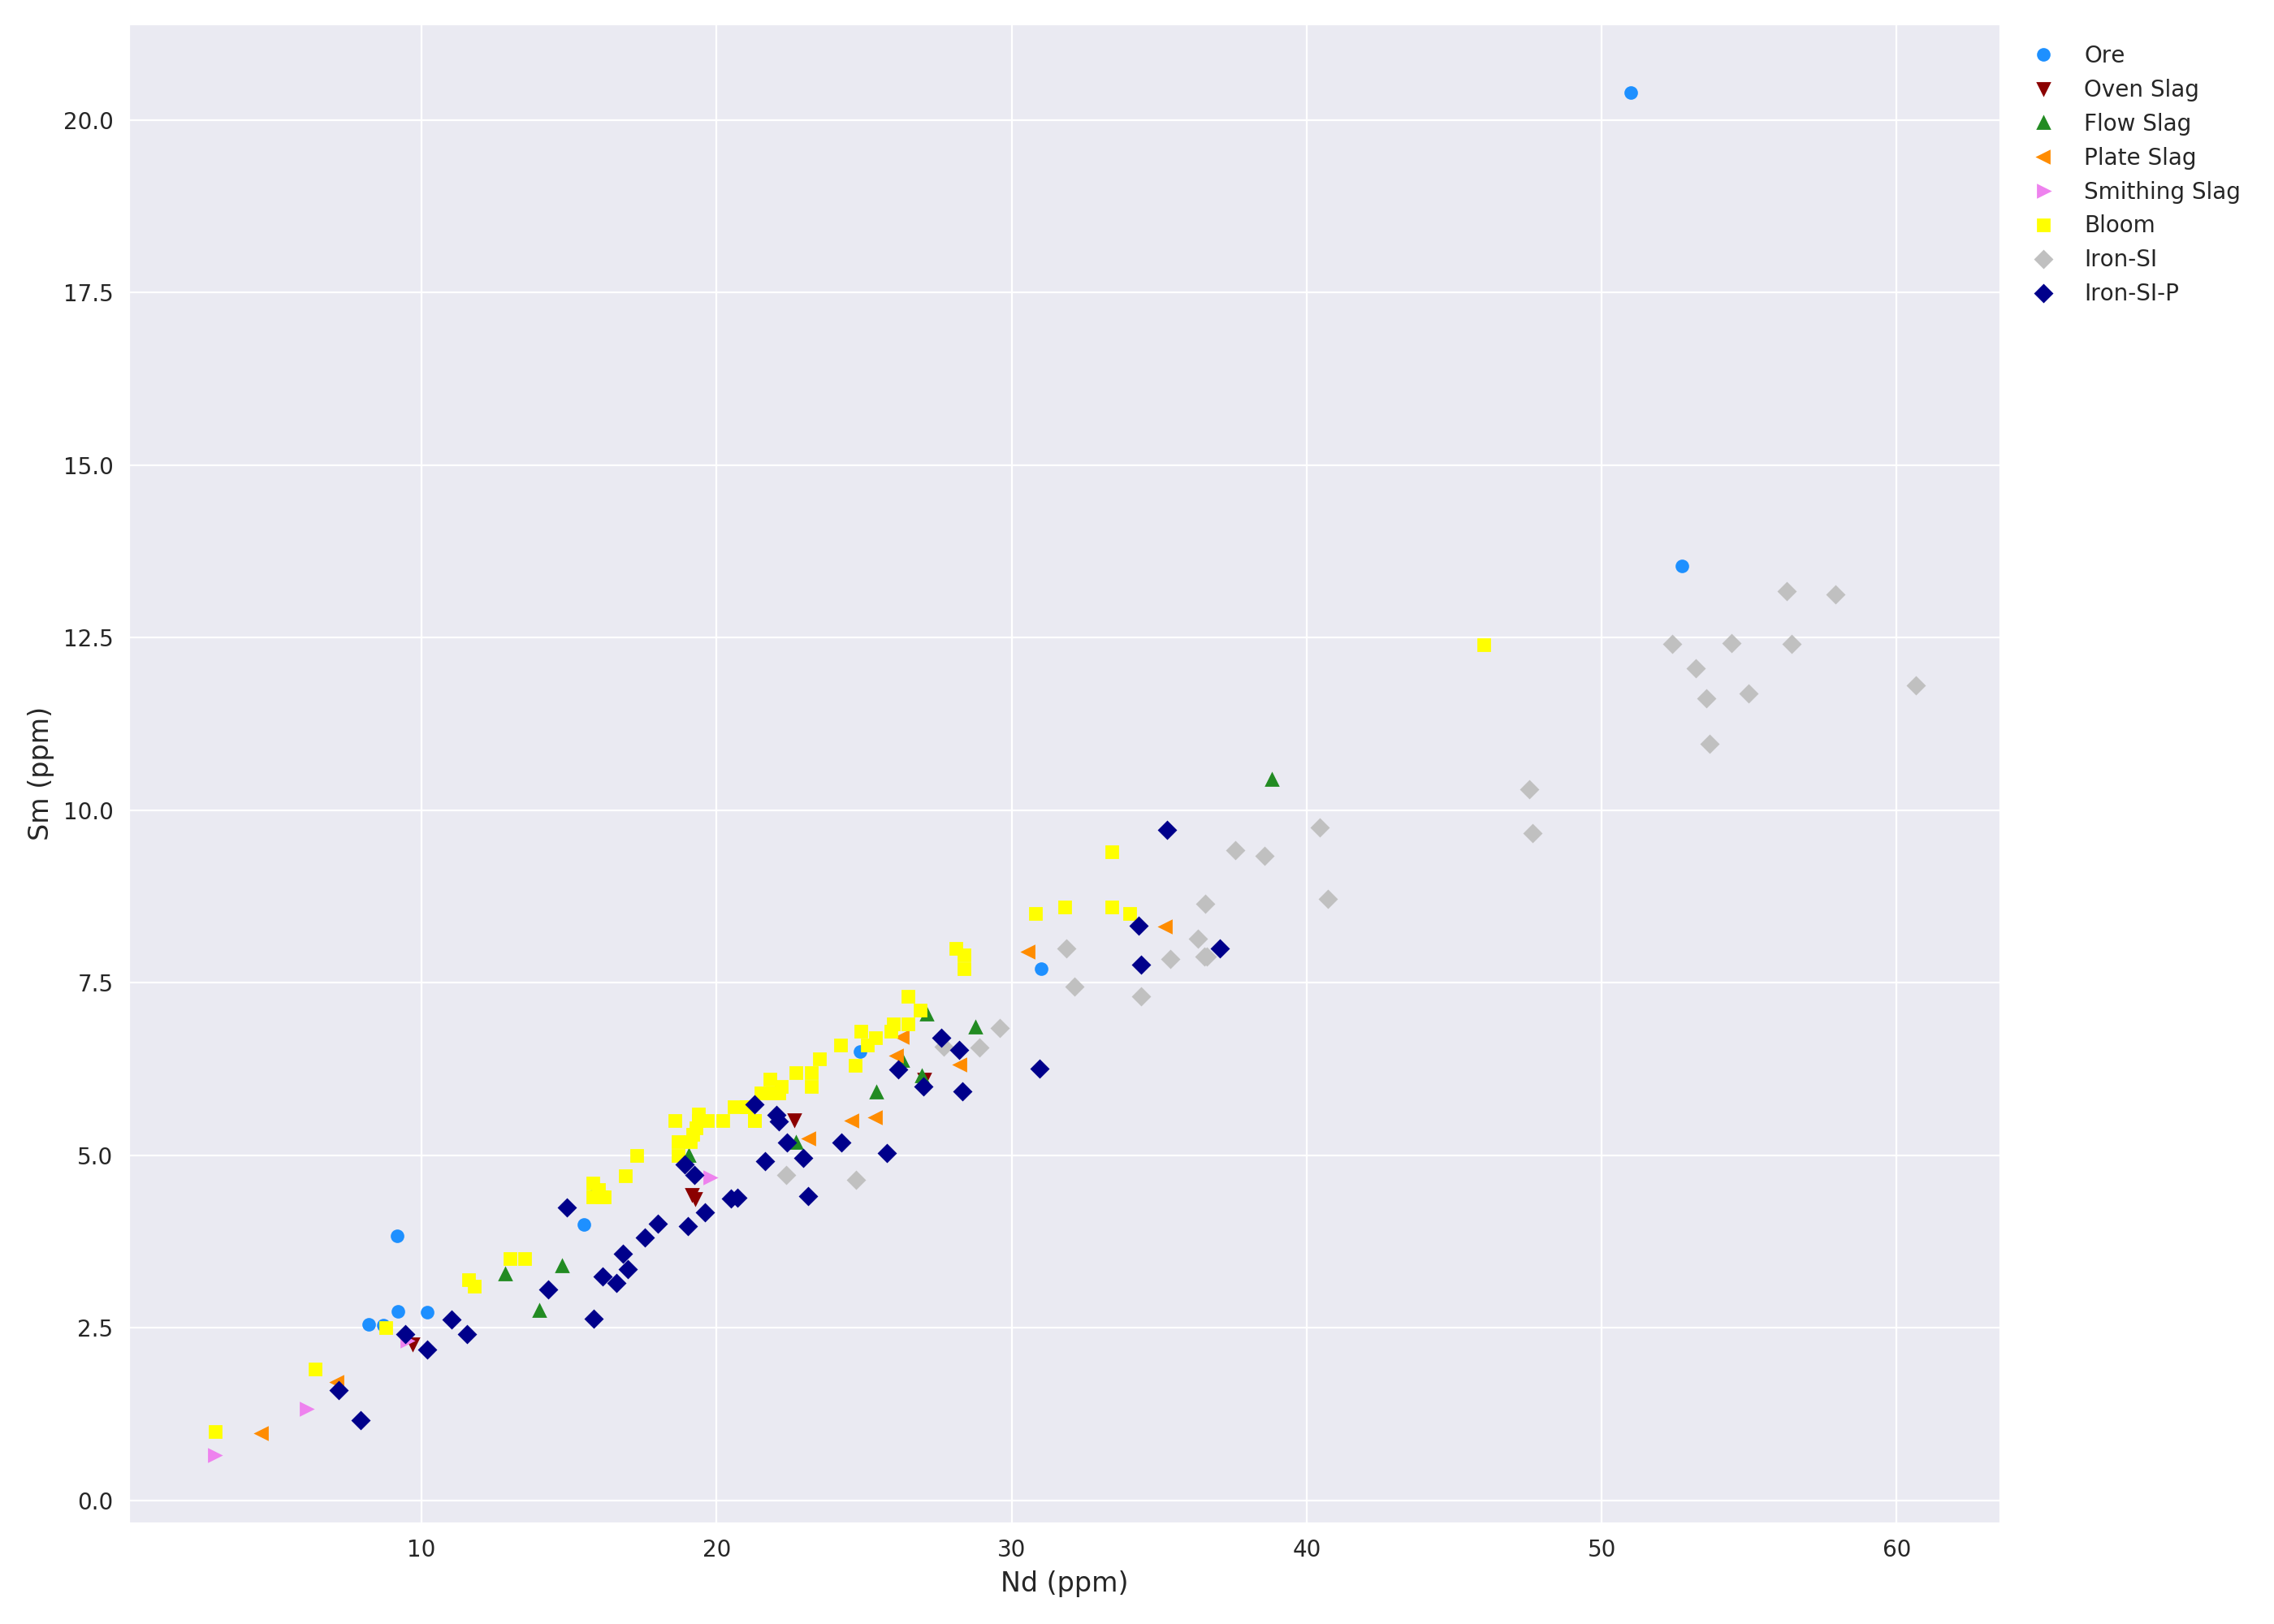 Ore
Oven Slag
Flow Slag
Plate Slag
Smithing Slag
Bloom
Iron-SI
Iron-SI-P
20.0
17.5
15.0
12.5
10.0
7.5
5.0
2.5
0.0
Sm (ppm)
10 20 30 40 50 60
Nd (ppm)